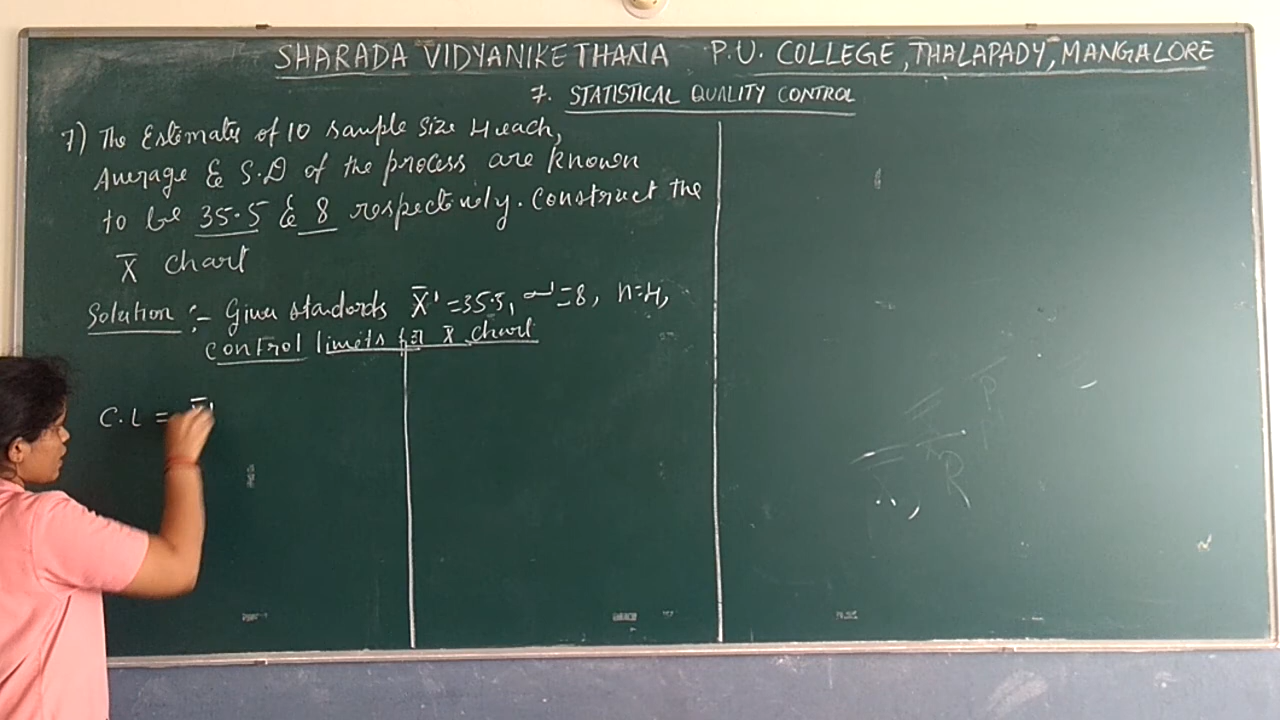 SHARADA VIDYANIKETHANA P.U. COLLEGE, THALAPADY, MANGALORE
7. STATISTICAL QUALITY CONTROL
7) The Estimates of 10 sample size 4 each,
Average & S.D of the process are known
to be 35.5 & 8 respectively. Construct the
X̄ chart
Solution :- Given standards X̄' = 35.5, σ' = 8, n=4,
control limits for X̄ chart
C.L = X̄'
R